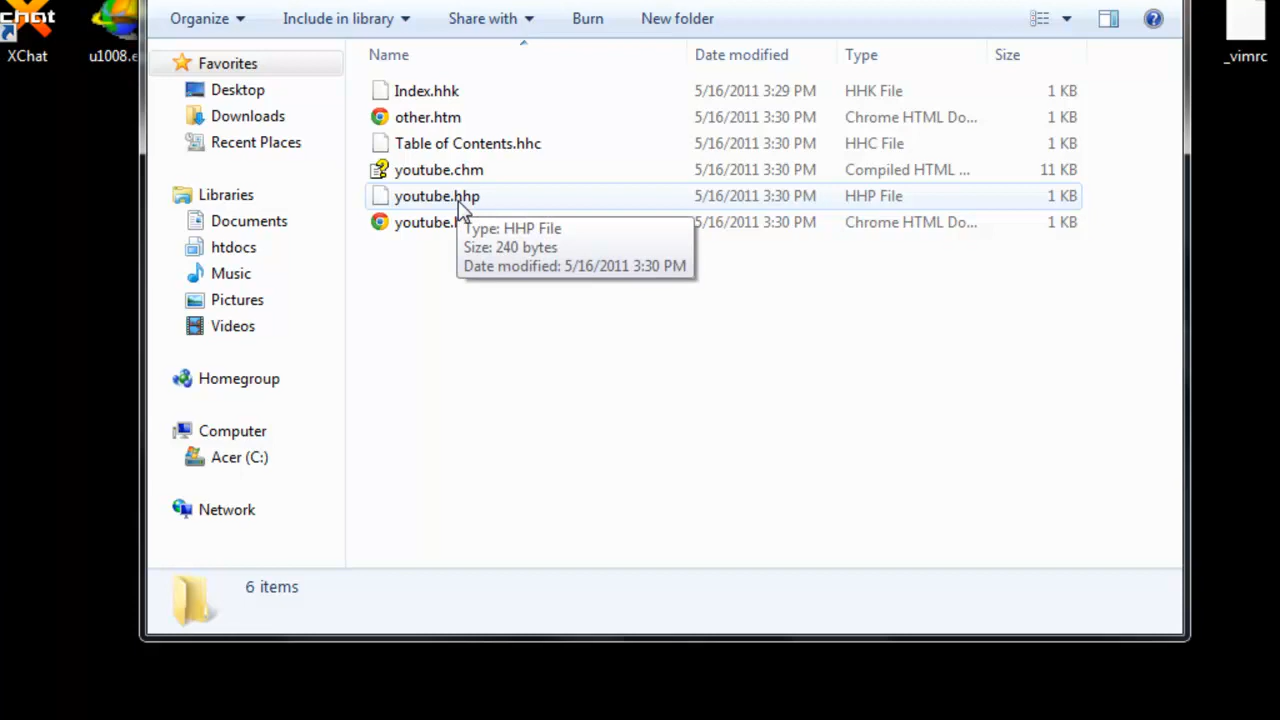 Organize Include in library Share with Burn New folder
XChat
_vimrc
Name Date modified Type Size
Favorites
Desktop
Downloads
Recent Places
Libraries
Documents
htdocs
Music
Pictures
Videos
Homegroup
Computer
Acer (C:)
Network
Index.hhk 5/16/2011 3:29 PM HHK File 1 KB
other.htm 5/16/2011 3:30 PM Chrome HTML Do... 1 KB
Table of Contents.hhc 5/16/2011 3:30 PM HHC File 1 KB
youtube.chm 5/16/2011 3:30 PM Compiled HTML ... 11 KB
youtube.hhp 5/16/2011 3:30 PM HHP File 1 KB
5/16/2011 3:30 PM Chrome HTML Do... 1 KB
Type: HHP File
Size: 240 bytes
Date modified: 5/16/2011 3:30 PM
6 items